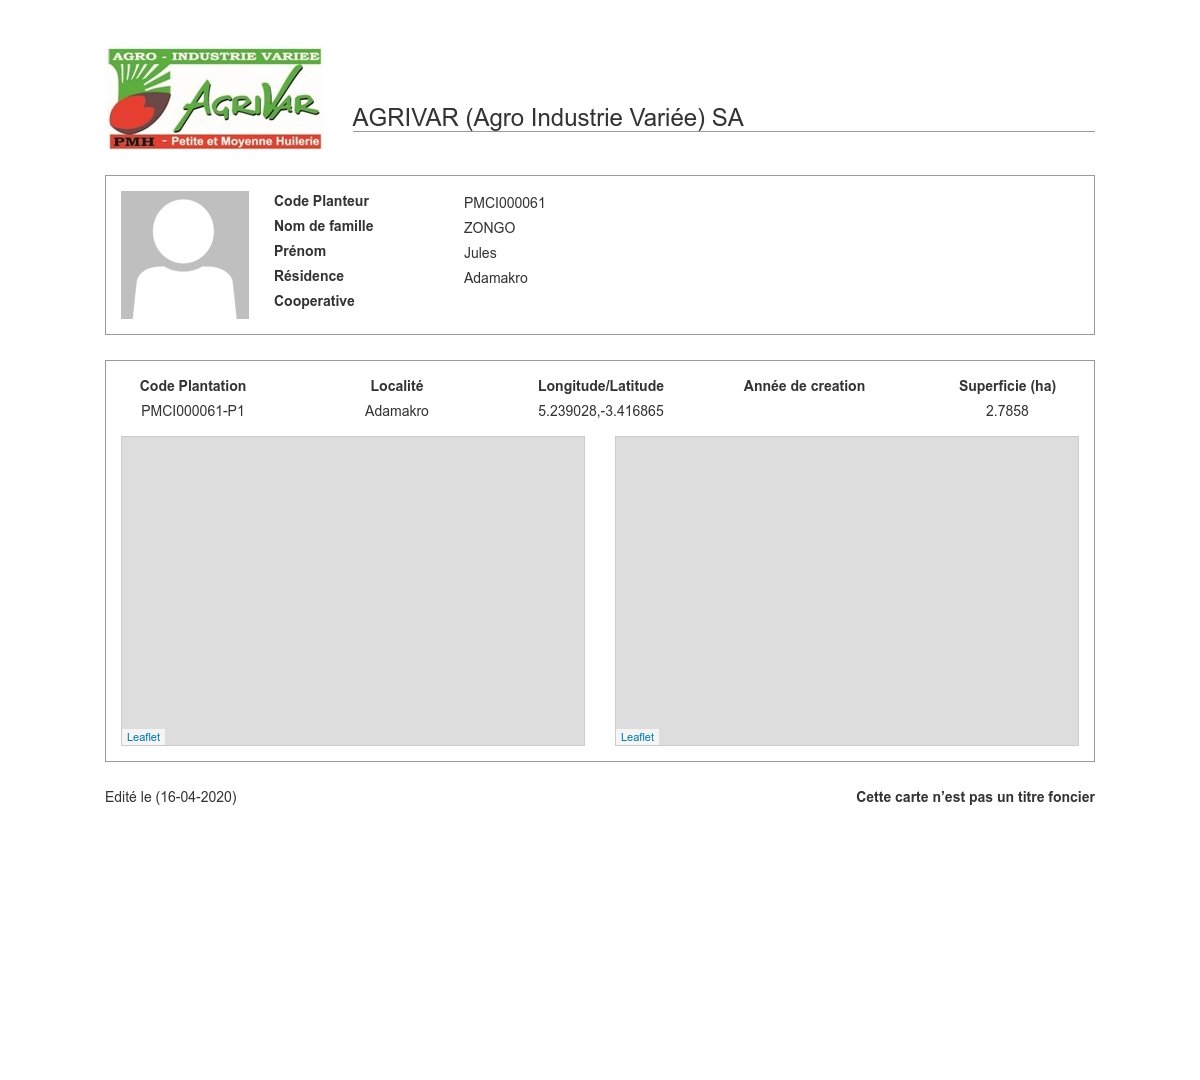 AGRO - INDUSTRIE VARIEE
AGRIVAR
PMH - Petite et Moyenne Huilerie
AGRIVAR (Agro Industrie Variée) SA
Code Planteur PMCI000061
Nom de famille ZONGO
Prénom Jules
Résidence Adamakro
Cooperative
Code Plantation Localité Longitude/Latitude Année de creation Superficie (ha)
PMCI000061-P1 Adamakro 5.239028,-3.416865 2.7858
Leaflet Leaflet
Edité le (16-04-2020) Cette carte n’est pas un titre foncier